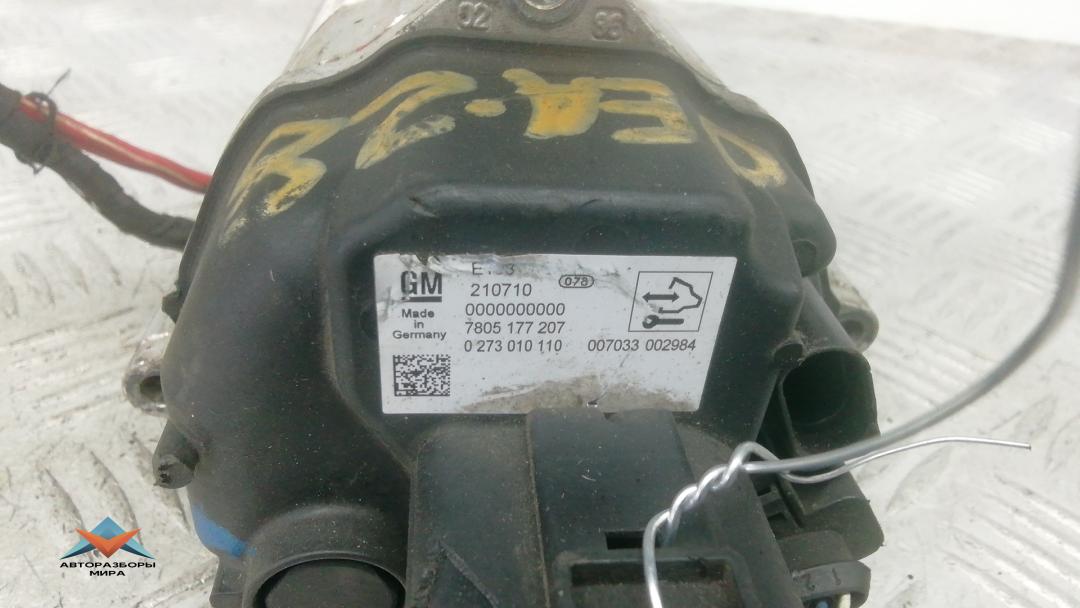 02 86
GM
Made
in
Germany
210710
078
0000000000
7805 177 207
0 273 010 110 007033 002984
АВТОРАЗБОРЫ
МИРА